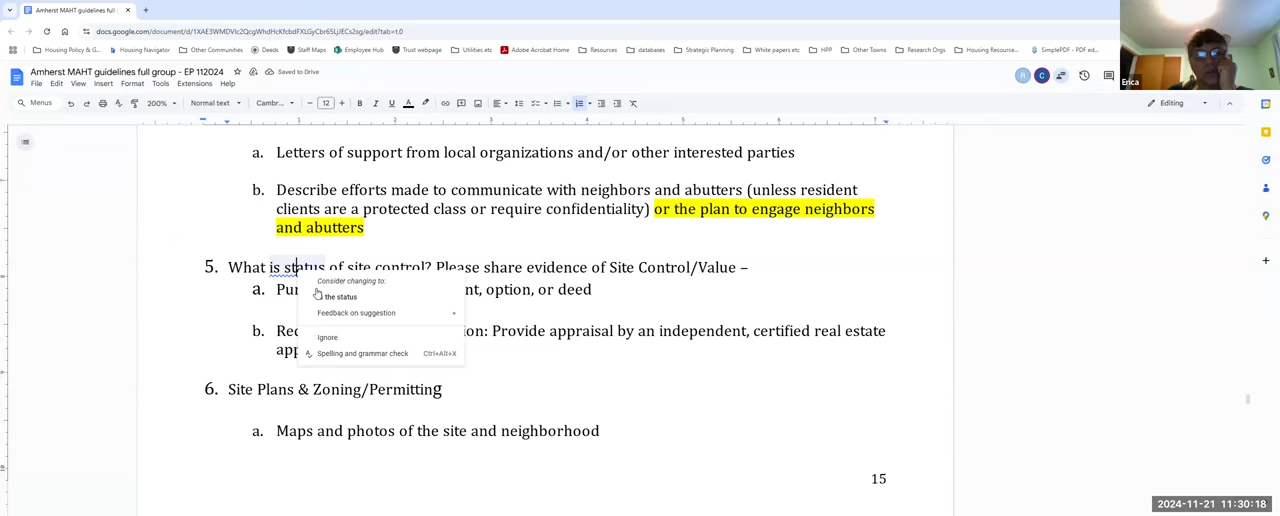 Amherst MAHT guidelines full g
docs.google.com/document/d/1XAE3WMDVIc2QcgWhdHcKfcbdFXLGyCbr65LjJECs2sg/edit?tab=t.0
Housing Policy & G...
Housing Navigator
Other Communities
Deeds
Staff Maps
Employee Hub
Trust webpage
Utilities etc
Adobe Acrobat Home
Resources
databases
Strategic Planning
White papers etc
HPP
Other Towns
Research Orgs
Housing Resource...
SimplePDF - PDF ed...
Amherst MAHT guidelines full group - EP 112024
Saved to Drive
File Edit View Insert Format Tools Extensions Help
R
C
Erica
Menus
200%
Normal text
Cambr...
12
Editing
1 2 3 4 5 6 7
a. Letters of support from local organizations and/or other interested parties
b. Describe efforts made to communicate with neighbors and abutters (unless resident
clients are a protected class or require confidentiality) or the plan to engage neighbors
and abutters
5. What is status of site control? Please share evidence of Site Control/Value –
Consider changing to:
the status
a. Pur
nt, option, or deed
Feedback on suggestion
b. Rec
ion: Provide appraisal by an independent, certified real estate
Ignore
app
Spelling and grammar check Ctrl+Alt+X
6. Site Plans & Zoning/Permitting
a. Maps and photos of the site and neighborhood
15
2024-11-21 11:30:18